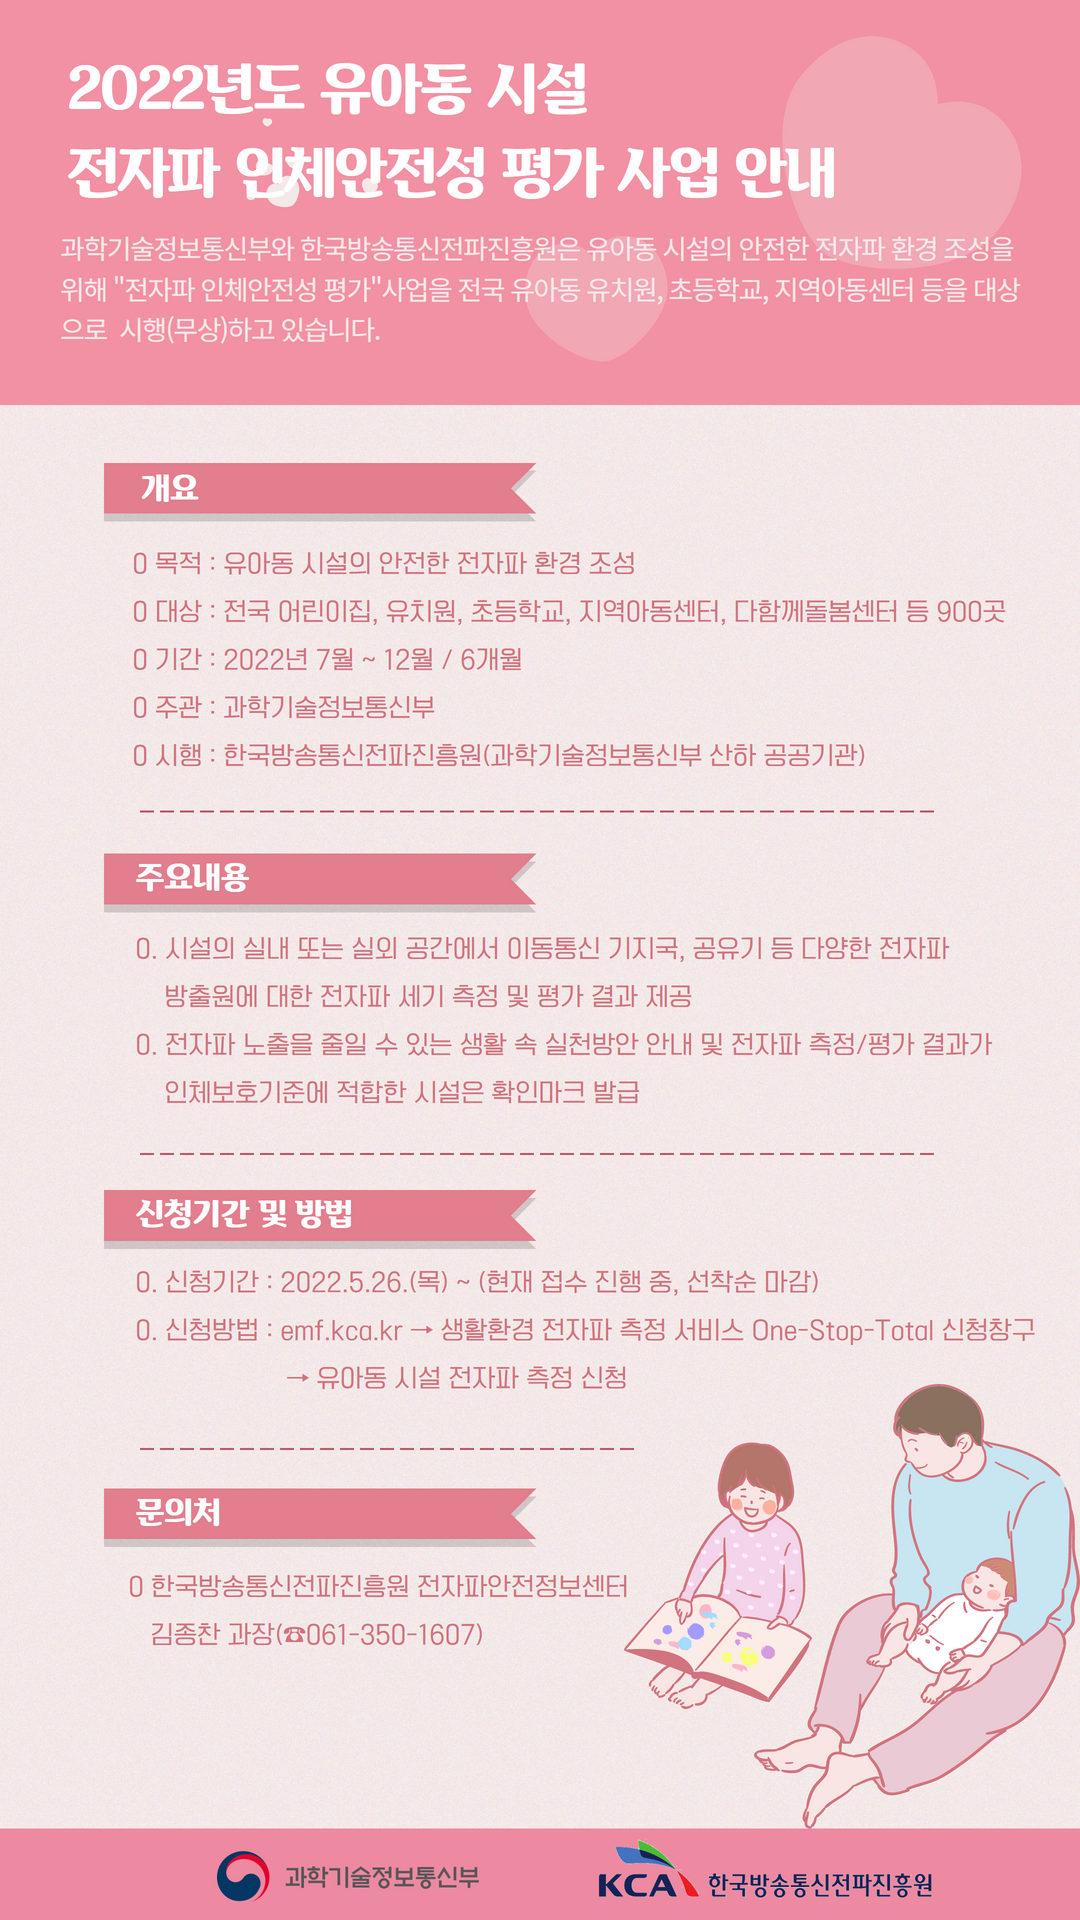 2022년도 유아동 시설
전자파 인체안전성 평가 사업 안내
과학기술정보통신부와 한국방송통신전파진흥원은 유아동 시설의 안전한 전자파 환경 조성을
위해 "전자파 인체안전성 평가"사업을 전국 유아동 유치원, 초등학교, 지역아동센터 등을 대상
으로 시행(무상)하고 있습니다.
개요
0 목적 : 유아동 시설의 안전한 전자파 환경 조성
0 대상 : 전국 어린이집, 유치원, 초등학교, 지역아동센터, 다함께돌봄센터 등 900곳
0 기간 : 2022년 7월 ~ 12월 / 6개월
0 주관 : 과학기술정보통신부
0 시행 : 한국방송통신전파진흥원(과학기술정보통신부 산하 공공기관)
주요내용
0. 시설의 실내 또는 실외 공간에서 이동통신 기지국, 공유기 등 다양한 전자파
방출원에 대한 전자파 세기 측정 및 평가 결과 제공
0. 전자파 노출을 줄일 수 있는 생활 속 실천방안 안내 및 전자파 측정/평가 결과가
인체보호기준에 적합한 시설은 확인마크 발급
신청기간 및 방법
0. 신청기간 : 2022.5.26.(목) ~ (현재 접수 진행 중, 선착순 마감)
0. 신청방법 : emf.kca.kr → 생활환경 전자파 측정 서비스 One-Stop-Total 신청창구
→ 유아동 시설 전자파 측정 신청
문의처
0 한국방송통신전파진흥원 전자파안전정보센터
김종찬 과장(☎061-350-1607)
과학기술정보통신부
KCA 한국방송통신전파진흥원